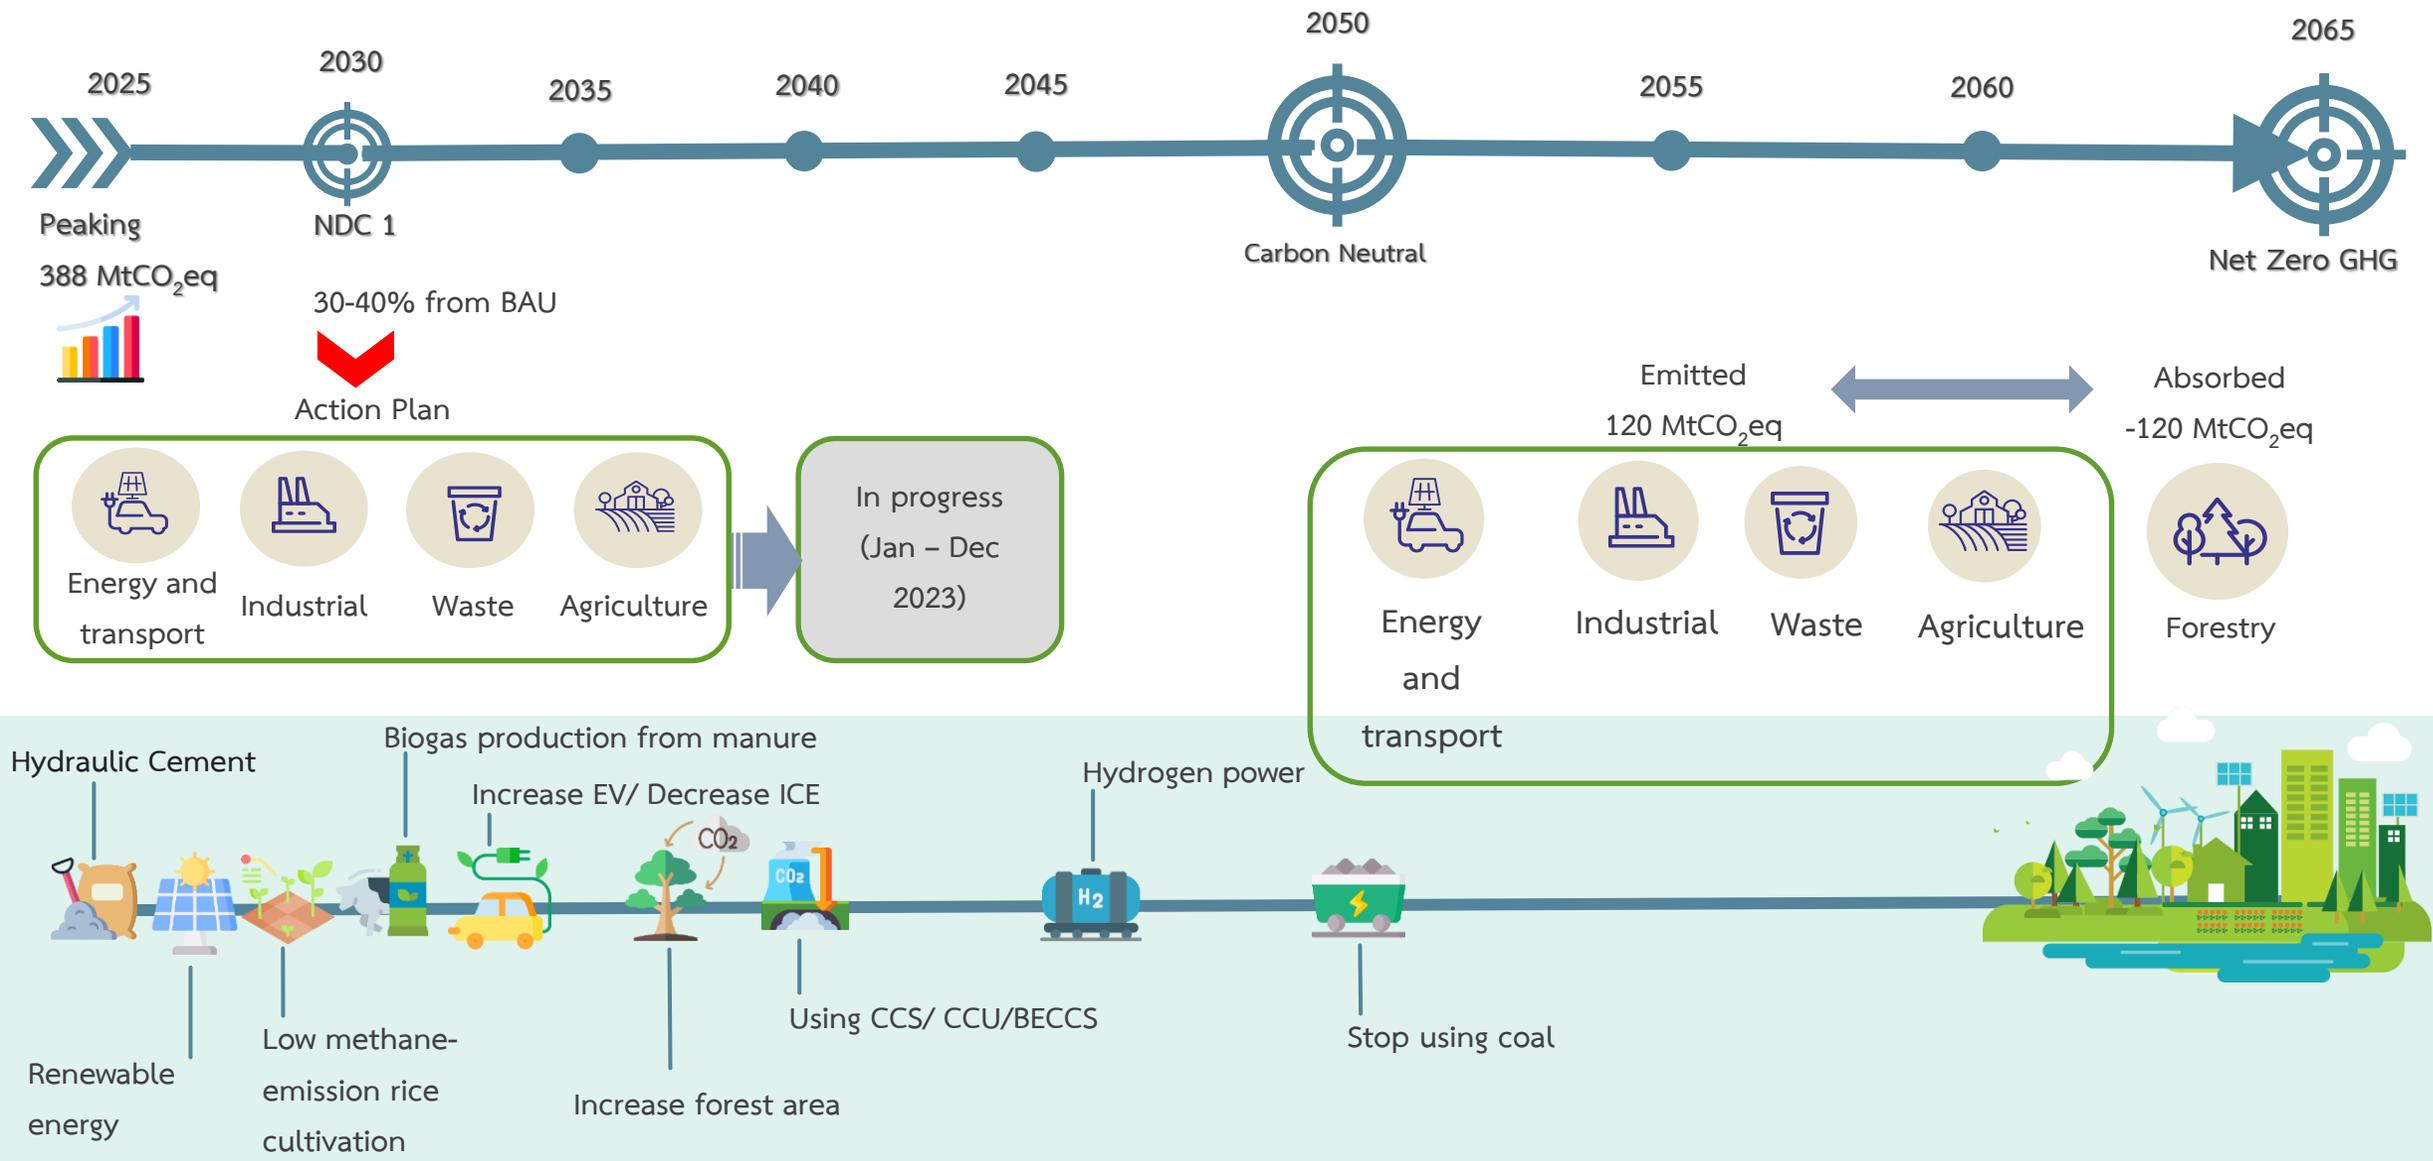 2025
2030
2035
2040
2045
2050
2055
2060
2065
Peaking
388 MtCO₂eq
NDC 1
30-40% from BAU
Action Plan
Carbon Neutral
Net Zero GHG
Energy and
transport
Industrial
Waste
Agriculture
In progress
(Jan – Dec
2023)
Emitted
120 MtCO₂eq
Absorbed
-120 MtCO₂eq
Energy
and
transport
Industrial
Waste
Agriculture
Forestry
Hydraulic Cement
Biogas production from manure
Increase EV/ Decrease ICE
CO₂
CO₂
Hydrogen power
H₂
Renewable
energy
Low methane-
emission rice
cultivation
Increase forest area
Using CCS/ CCU/BECCS
Stop using coal